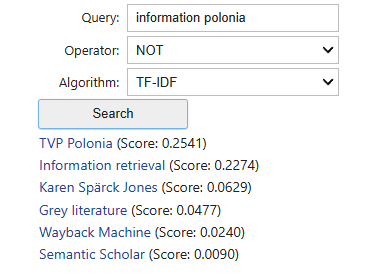 Query: information polonia
Operator: NOT
Algorithm: TF-IDF
Search
TVP Polonia (Score: 0.2541)
Information retrieval (Score: 0.2274)
Karen Spärck Jones (Score: 0.0629)
Grey literature (Score: 0.0477)
Wayback Machine (Score: 0.0240)
Semantic Scholar (Score: 0.0090)